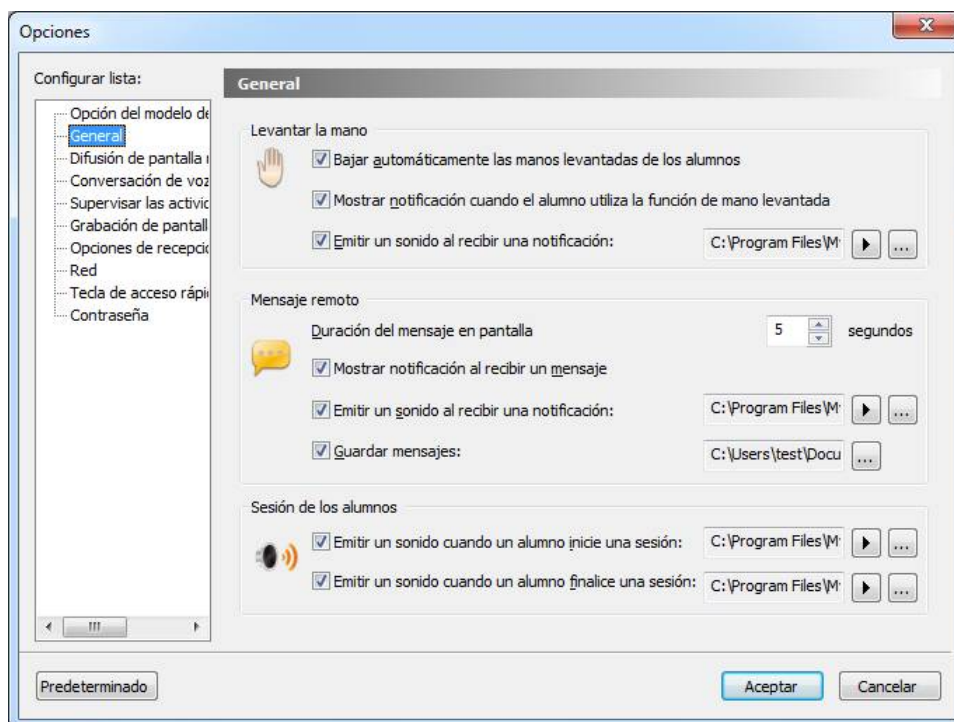 Opciones
Configurar lista:
Opción del modelo de
General
Difusión de pantalla
Conversación de voz
Supervisar las activic
Grabación de pantall
Opciones de recepció
Red
Tecla de acceso rápi
Contraseña
General
Levantar la mano
Bajar automáticamente las manos levantadas de los alumnos
Mostrar notificación cuando el alumno utiliza la función de mano levantada
Emitir un sonido al recibir una notificación: C:\Program Files\M ...
Mensaje remoto
Duración del mensaje en pantalla 5 segundos
Mostrar notificación al recibir un mensaje
Emitir un sonido al recibir una notificación: C:\Program Files\M ...
Guardar mensajes: C:\Users\test\Docu ...
Sesión de los alumnos
Emitir un sonido cuando un alumno inicie una sesión: C:\Program Files\M ...
Emitir un sonido cuando un alumno finalice una sesión: C:\Program Files\M ...
Predeterminado Aceptar Cancelar